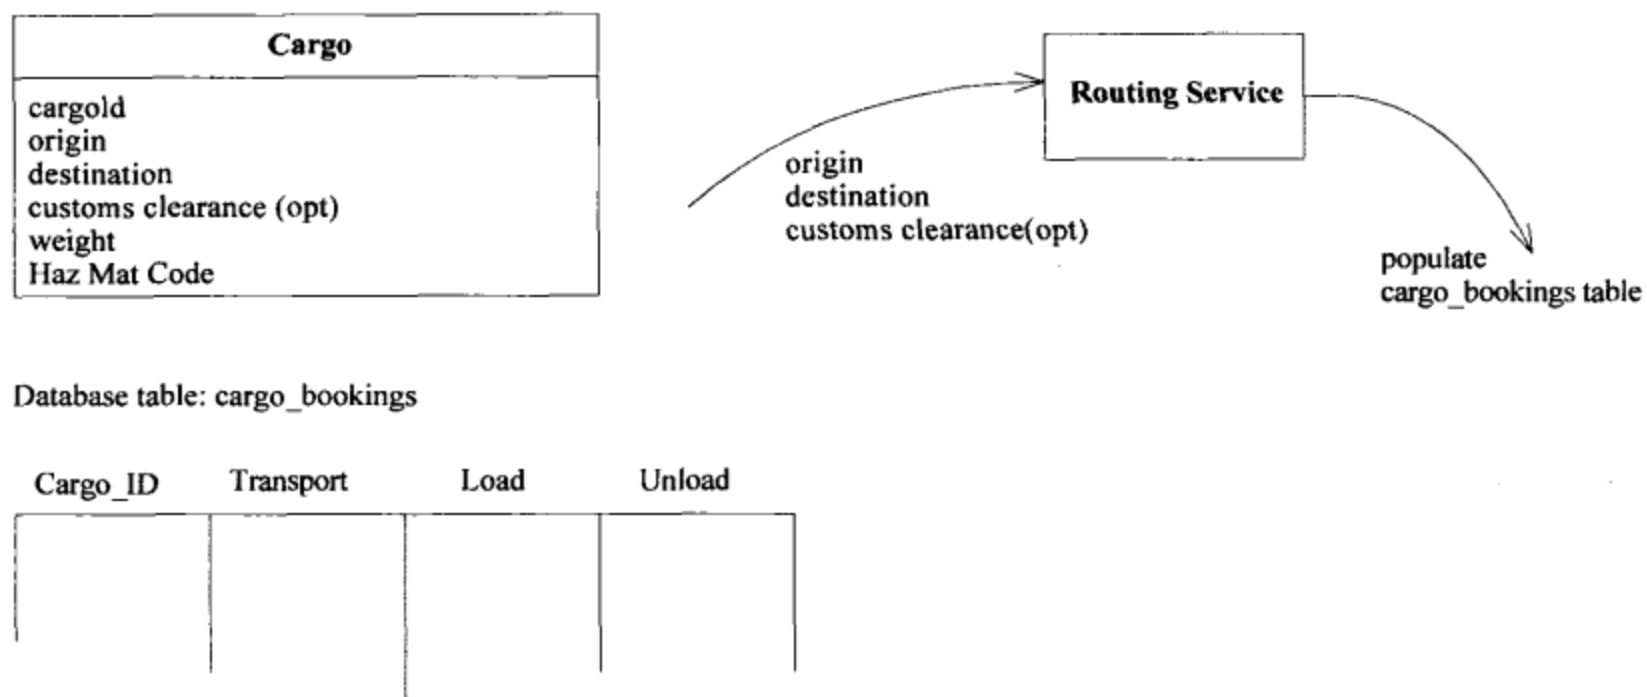 Cargo
cargold
origin
destination
customs clearance (opt)
weight
Haz Mat Code
Routing Service
origin
destination
customs clearance(opt)
populate
cargo_bookings table
Database table: cargo_bookings
Cargo_ID Transport Load Unload